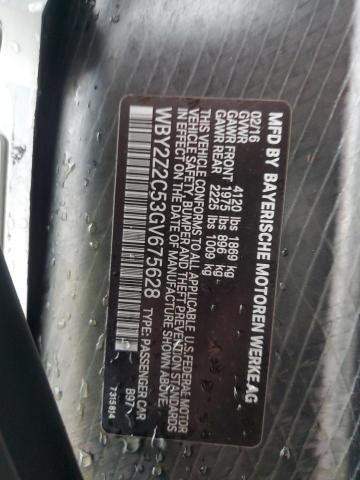 MFD BY BAYERISCHE MOTOREN WERKE AG
02/16
GVWR 4120 lbs 1869 kg
GAWR FRONT 1975 lbs 896 kg
GAWR REAR 2225 lbs 1009 kg
THIS VEHICLE CONFORMS TO ALL APPLICABLE U.S.FEDERAL MOTOR
VEHICLE SAFETY, BUMPER AND THEFT PREVENTION STANDARDS
IN EFFECT ON THE DATE OF MANUFACTURE SHOWN ABOVE.
WBY2Z2C53GV675628 TYPE: PASSENGER CAR
B97
7315614